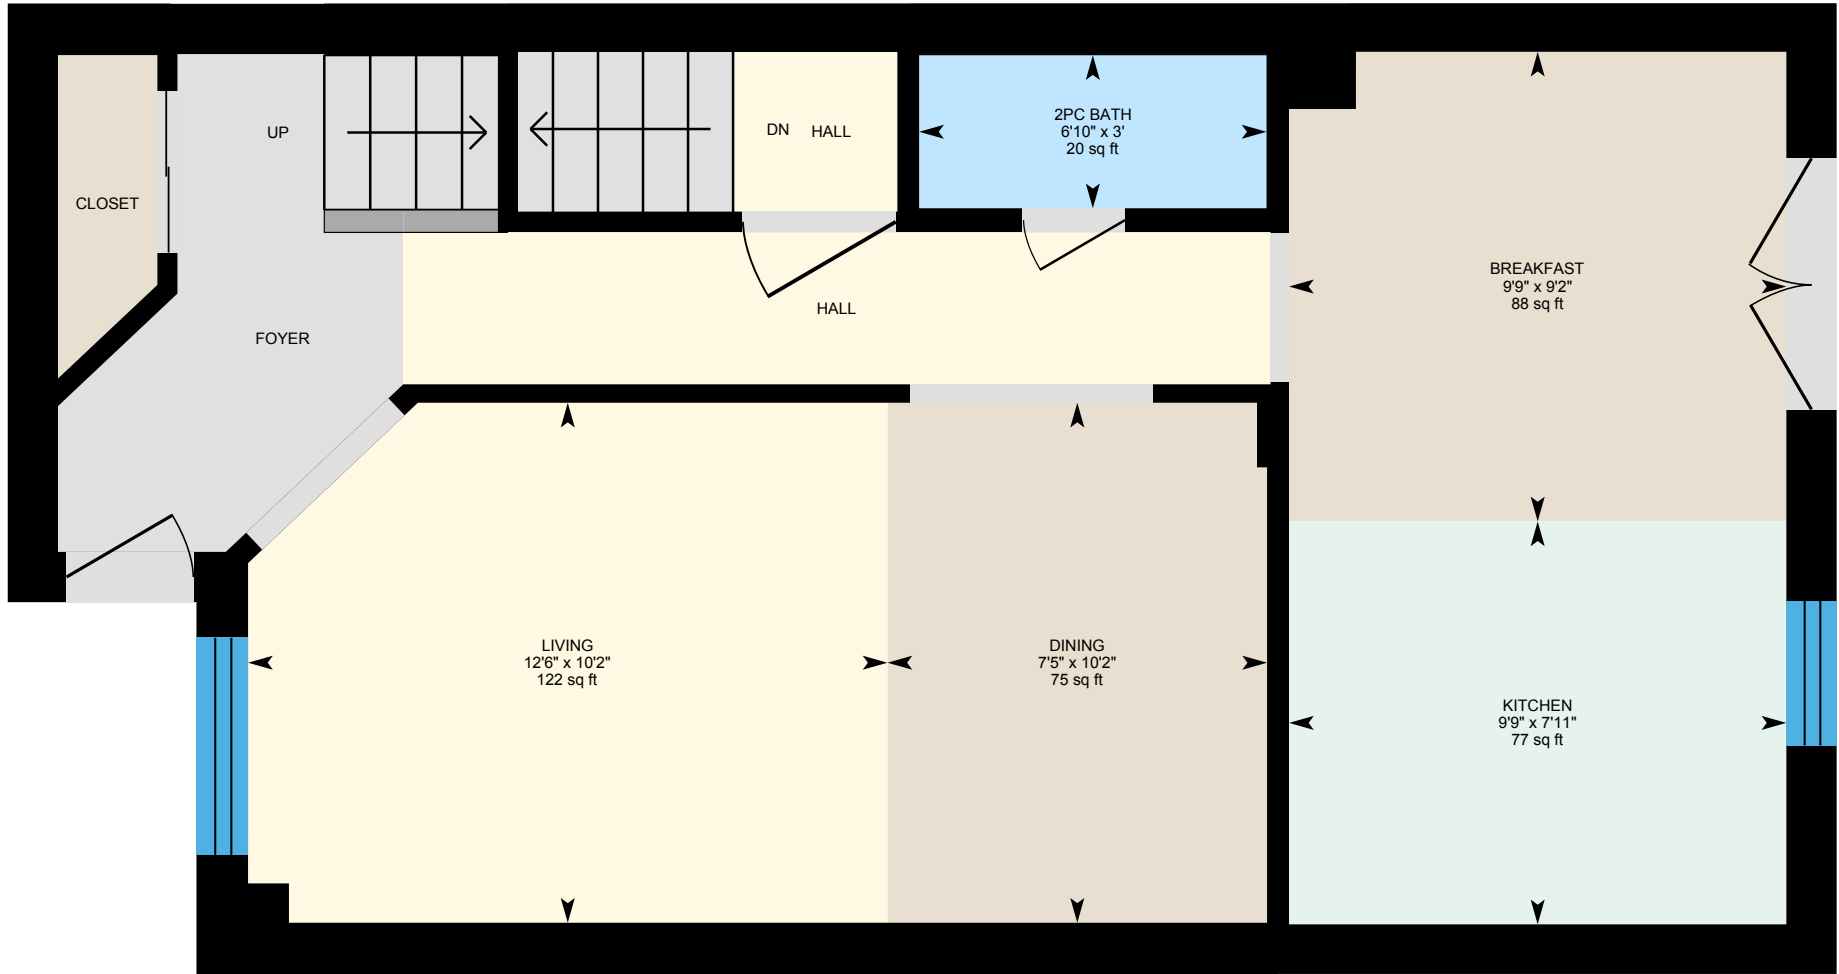 UP
DN HALL
2PC BATH
6'10" x 3'
20 sq ft
CLOSET
BREAKFAST
9'9" x 9'2"
88 sq ft
HALL
FOYER
LIVING
12'6" x 10'2"
122 sq ft
DINING
7'5" x 10'2"
75 sq ft
KITCHEN
9'9" x 7'11"
77 sq ft